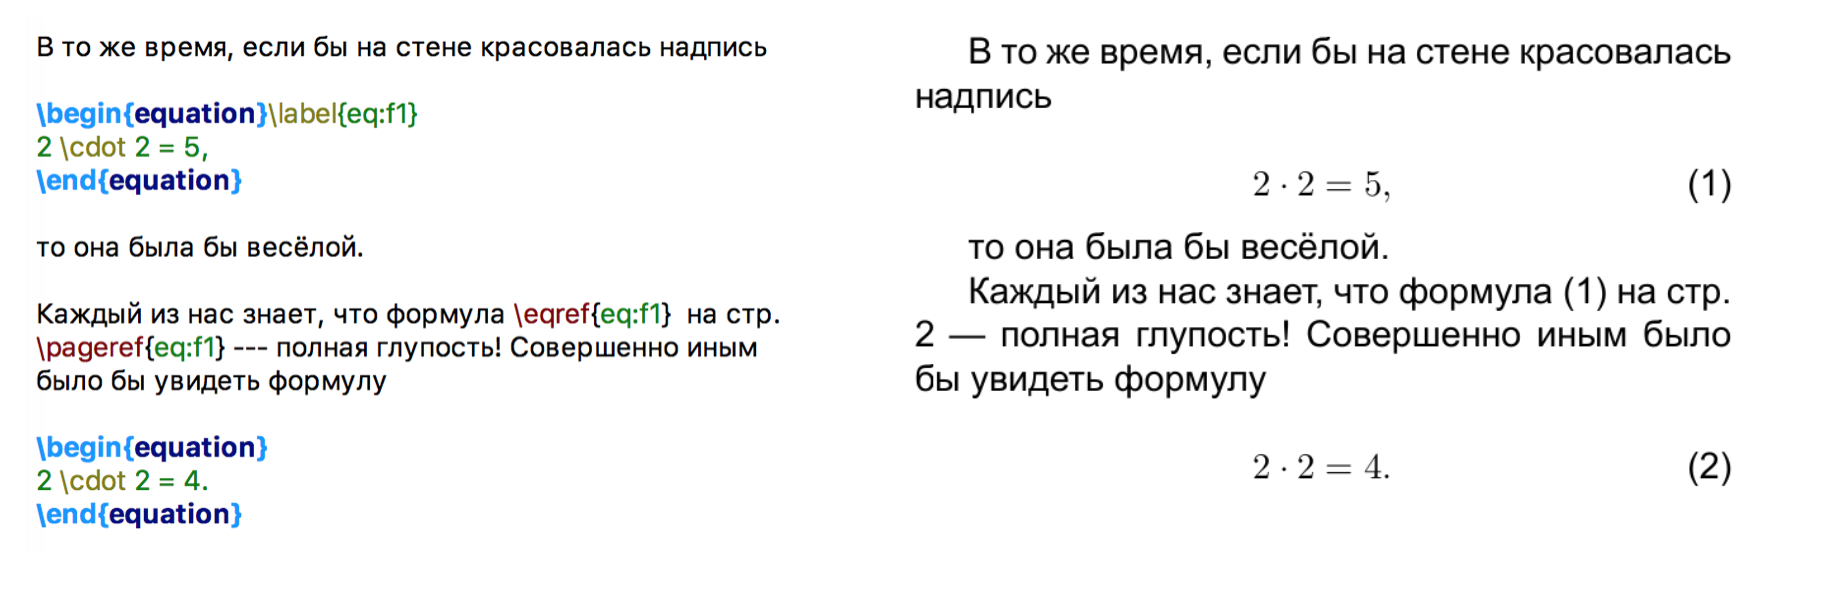 В то же время, если бы на стене красовалась надпись
\begin{equation}\label{eq:f1}
2 \cdot 2 = 5,
\end{equation}
то она была бы весёлой.
Каждый из нас знает, что формула \eqref{eq:f1}  на стр.
\pageref{eq:f1} --- полная глупость! Совершенно иным
было бы увидеть формулу
\begin{equation}
2 \cdot 2 = 4.
\end{equation}
В то же время, если бы на стене красовалась
надпись
2 · 2 = 5, (1)
то она была бы весёлой.
Каждый из нас знает, что формула (1) на стр.
2 — полная глупость! Совершенно иным было
бы увидеть формулу
2 · 2 = 4. (2)